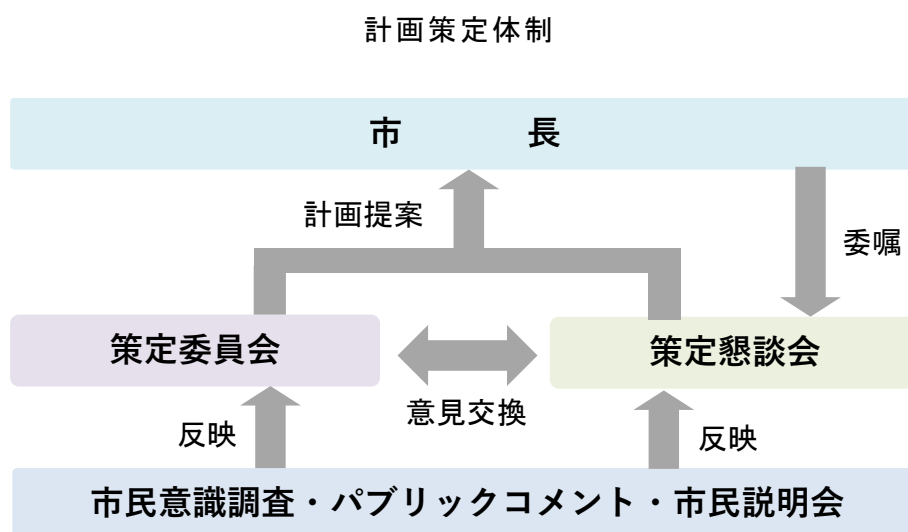 計画策定体制
市長
計画提案
委嘱
策定委員会
策定懇談会
意見交換
反映
反映
市民意識調査・パブリックコメント・市民説明会